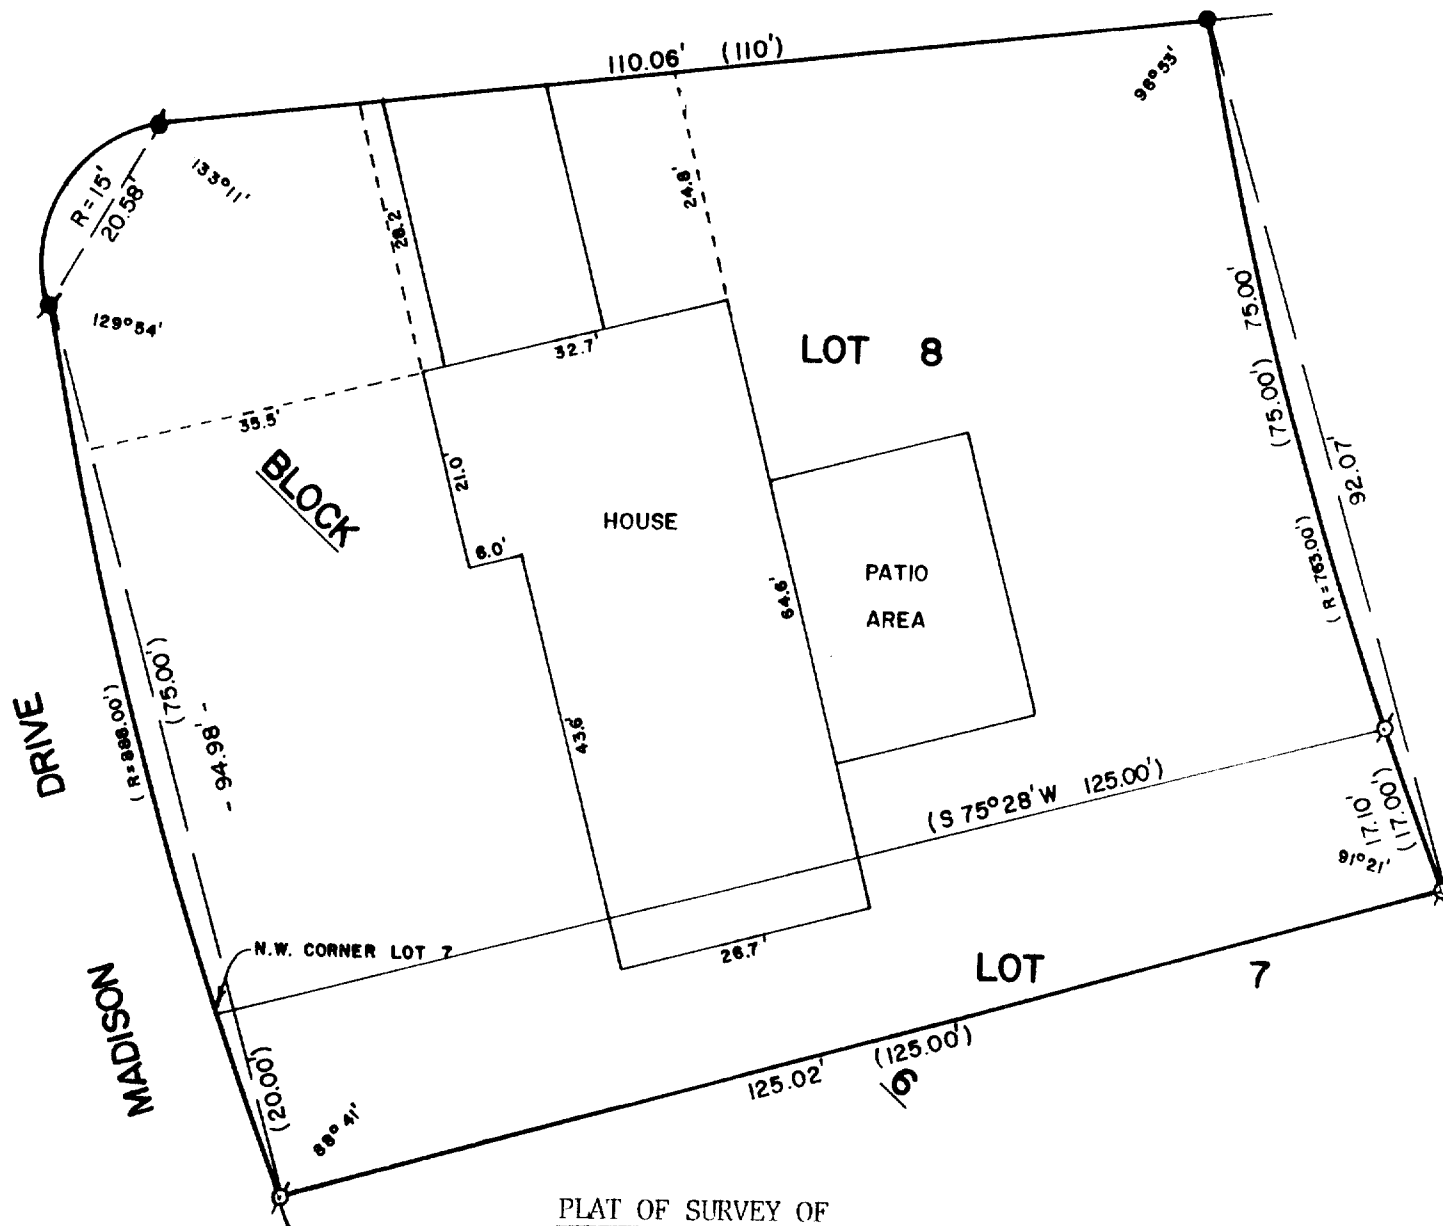 110.06' (110')
96°53'
R=15'
20.58'
133°11'
129°54'
28.2'
24.8'
32.7'
35.5'
LOT 8
75.00'
(75.00')
92.07'
(R=763.00')
BLOCK
21.0'
6.0'
HOUSE
PATIO
AREA
64.6'
43.6'
(75.00')
-94.98'-
(R=886.00')
DRIVE
MADISON
(S 75°28'W 125.00')
17.10'
(17.00')
91°21'
N.W. CORNER LOT 7
26.7'
LOT 7
(20.00')
88°41'
125.02' (125.00')
6
PLAT OF SURVEY OF